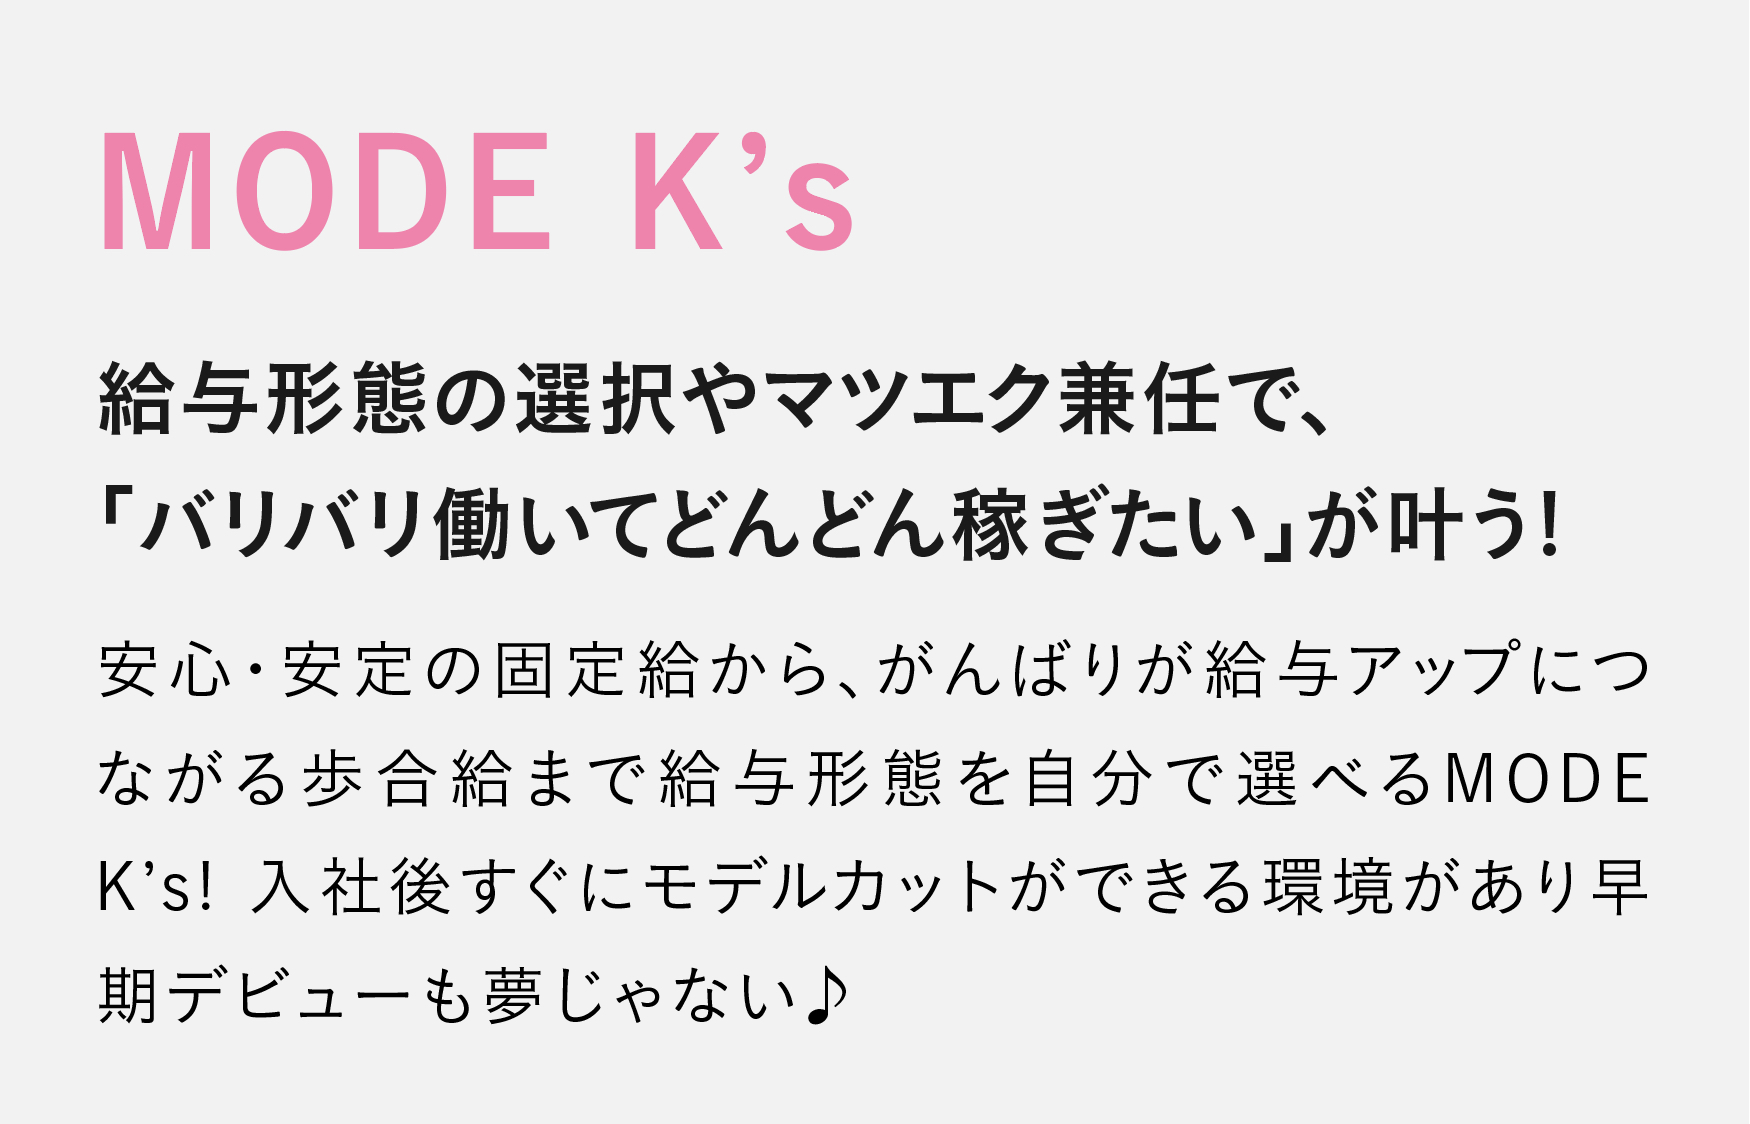 MODE K’s
給与形態の選択やマツエク兼任で、
「バリバリ働いてどんどん稼ぎたい」が叶う!
安心・安定の固定給から、がんばりが給与アップにつ
ながる歩合給まで給与形態を自分で選べるMODE
K’s! 入社後すぐにモデルカットができる環境があり早
期デビューも夢じゃない♪